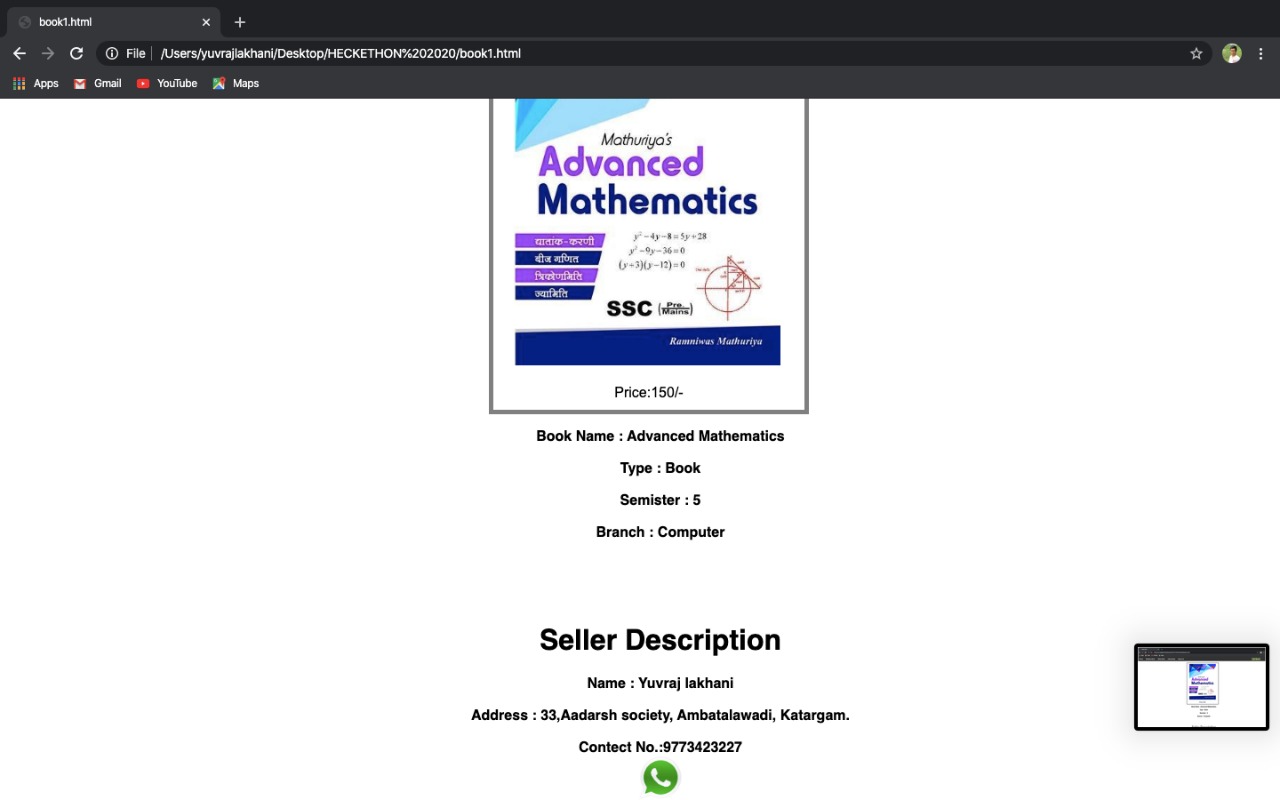 book1.html
File
/Users/yuvrajlakhani/Desktop/HECKETHON%202020/book1.html
Apps Gmail YouTube Maps
Mathuriya's
Advanced
Mathematics
घातांक-करणी
बीज गणित
त्रिकोणमिति
ज्यामिति
y² −4y−8=5y+28
y² −9y−36=0
(y+3)(y−12)=0
SSC (Pre. Mains)
Ramniwas Mathuriya
Price:150/-
Book Name : Advanced Mathematics
Type : Book
Semister : 5
Branch : Computer
Seller Description
Name : Yuvraj lakhani
Address : 33,Aadarsh society, Ambatalawadi, Katargam.
Contect No.:9773423227